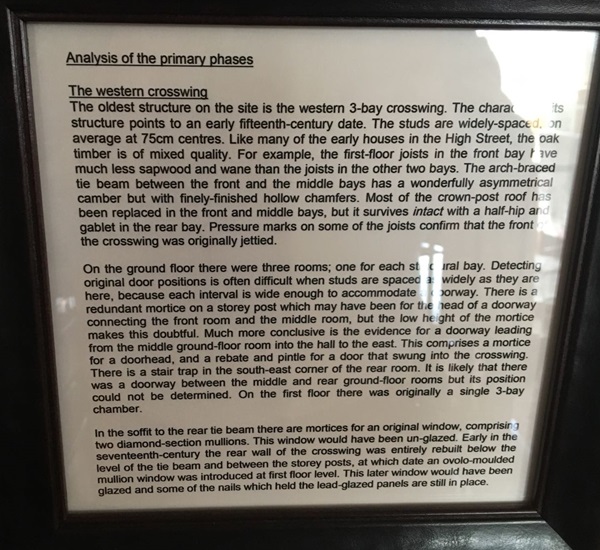 Analysis of the primary phases
The western crosswing
The oldest structure on the site is the western 3-bay crosswing. The charac its
structure points to an early fifteenth-century date. The studs are widely-spaced, on
average at 75cm centres. Like many of the early houses in the High Street, the oak
timber is of mixed quality. For example, the first-floor joists in the front bay have
much less sapwood and wane than the joists in the other two bays. The arch-braced
tie beam between the front and the middle bays has a wonderfully asymmetrical
camber but with finely-finished hollow chamfers. Most of the crown-post roof has
been replaced in the front and middle bays, but it survives intact with a half-hip and
gablet in the rear bay. Pressure marks on some of the joists confirm that the front
the crosswing was originally jettied.
On the ground floor there were three rooms; one for each structural bay. Detecting
original door positions is often difficult when studs are spaced as widely as they are
here, because each interval is wide enough to accommodate doorway. There is a
redundant mortice on a storey post which may have been for the head of a doorway
connecting the front room and the middle room, but the low height of the mortice
makes this doubtful. Much more conclusive is the evidence for a doorway leading
from the middle ground-floor room into the hall to the east. This comprises a mortice
for a doorhead, and a rebate and pintle for a door that swung into the crosswing.
There is a stair trap in the south-east corner of the rear room. It is likely that there
was a doorway between the middle and rear ground-floor rooms but its position
could not be determined. On the first floor there was originally a single 3-bay
chamber.
In the soffit to the rear tie beam there are mortices for an original window, comprising
two diamond-section mullions. This window would have been un-glazed. Early in the
seventeenth-century the rear wall of the crosswing was entirely rebuilt below the
level of the tie beam and between the storey posts, at which date an ovolo-moulded
mullion window was introduced at first floor level. This later window would have been
glazed and some of the nails which held the lead-glazed panels are still in place.